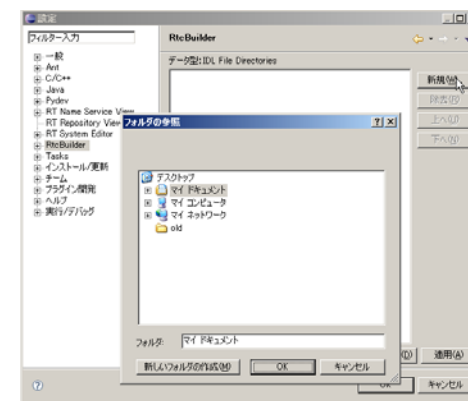 設定
フィルター入力
RtcBuilder
一般
Ant
C/C++
Java
Pydev
RT Name Service View
RT Repository View
RT System Editor
RtcBuilder
Tasks
インストール/更新
チーム
プラグイン開発
ヘルプ
実行/デバッグ
データ型: IDL File Directories
新規(W)
除去(R)
上へ(U)
下へ(N)
フォルダの参照
デスクトップ
マイ ドキュメント
マイ コンピュータ
マイ ネットワーク
old
フォルダ:
マイ ドキュメント
新しいフォルダの作成(M)
OK
キャンセル
(D)
適用(A)
OK
キャンセル